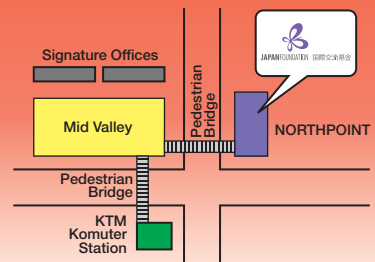 Signature Offices
JAPANFOUNDATION 国際交流基金
Mid Valley
Pedestrian
Bridge
NORTHPOINT
Pedestrian
Bridge
KTM
Komuter
Station